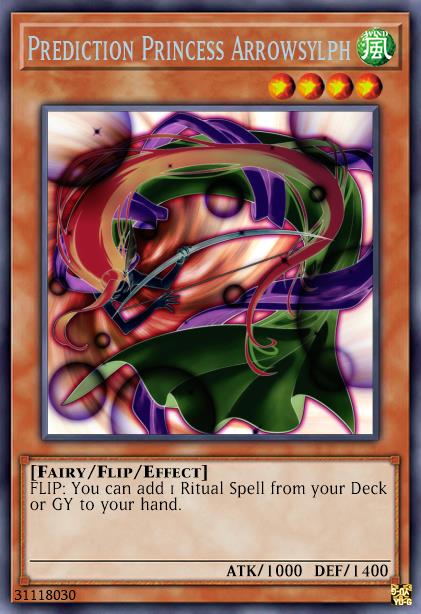 PREDICTION PRINCESS ARROWSYLPH
WIND
風
[FAIRY/FLIP/EFFECT]
FLIP: You can add 1 Ritual Spell from your Deck
or GY to your hand.
ATK/1000 DEF/1400
31118030